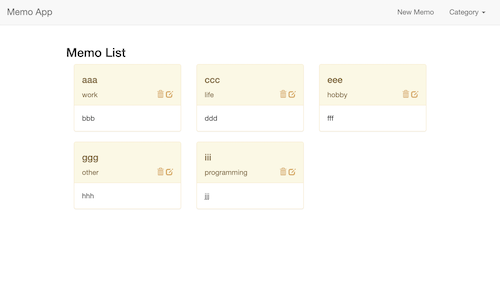 Memo App
New Memo
Category
Memo List
aaa
work
bbb
ccc
life
ddd
eee
hobby
fff
ggg
other
hhh
iii
programming
jjj